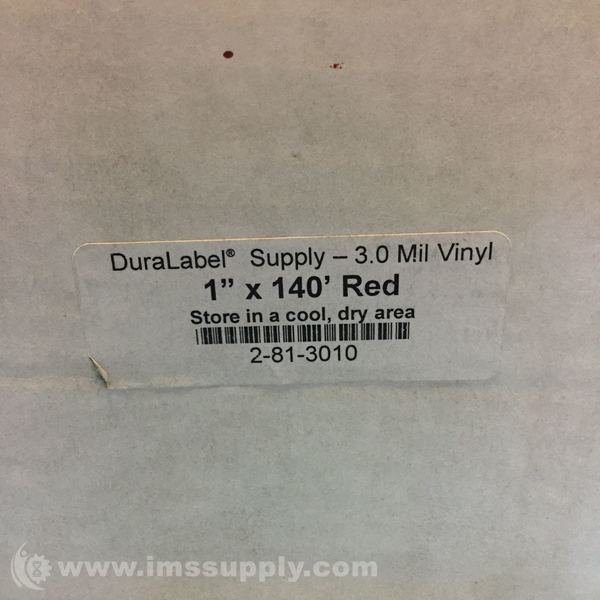 DuraLabel® Supply – 3.0 Mil Vinyl
1” x 140’ Red
Store in a cool, dry area
2-81-3010
www.imssupply.com